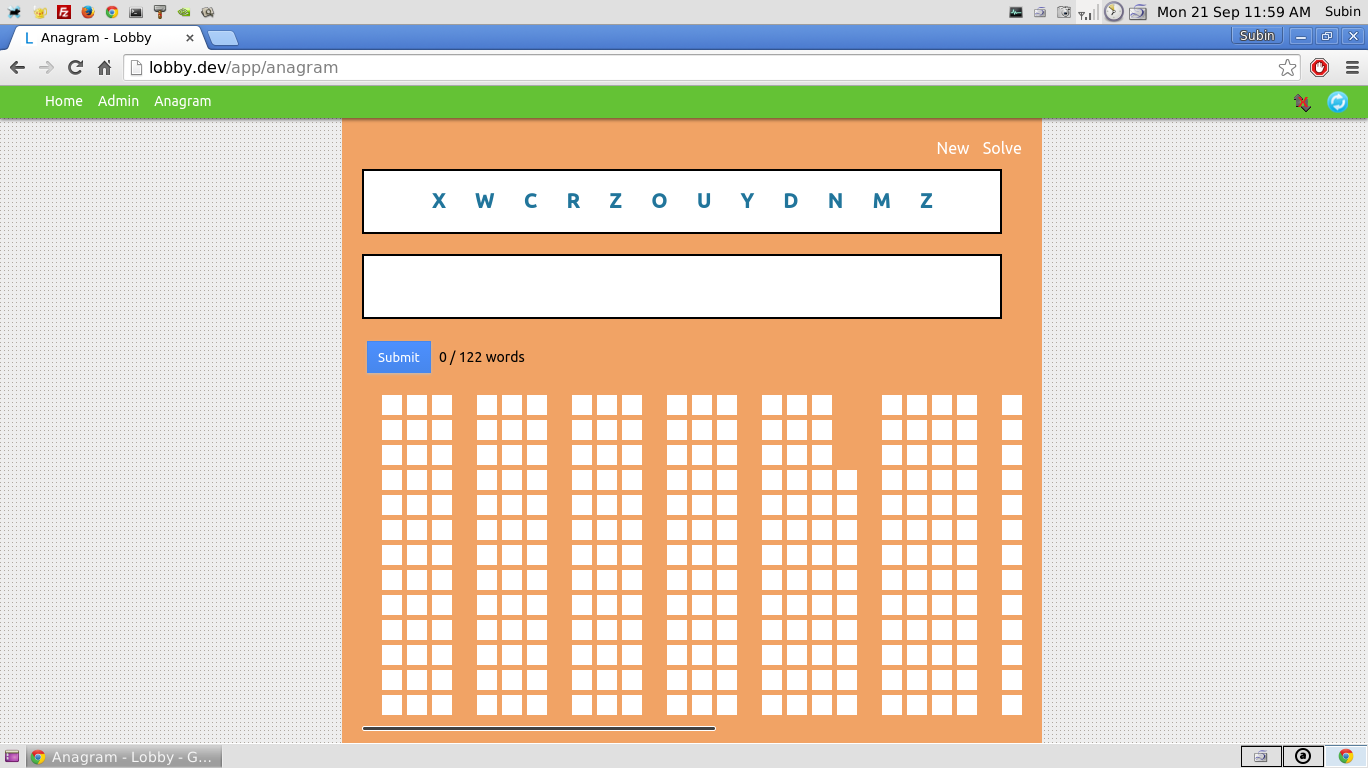 Mon 21 Sep 11:59 AM Subin
L Anagram - Lobby × Subin
lobby.dev/app/anagram
Home Admin Anagram
New Solve
X W C R Z O U Y D N M Z
Submit 0 / 122 words
Anagram - Lobby - G...